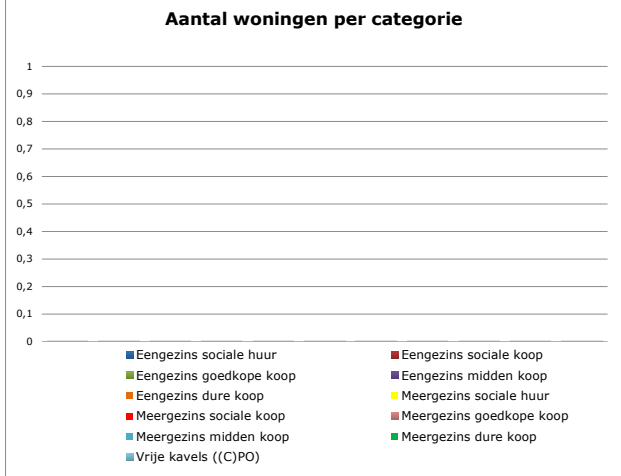 Aantal woningen per categorie
1
0,9
0,8
0,7
0,6
0,5
0,4
0,3
0,2
0,1
0
Eengezins sociale huur Eengezins sociale koop
Eengezins goedkope koop Eengezins midden koop
Eengezins dure koop Meergezins sociale huur
Meergezins sociale koop Meergezins goedkope koop
Meergezins midden koop Meergezins dure koop
Vrije kavels ((C)PO)